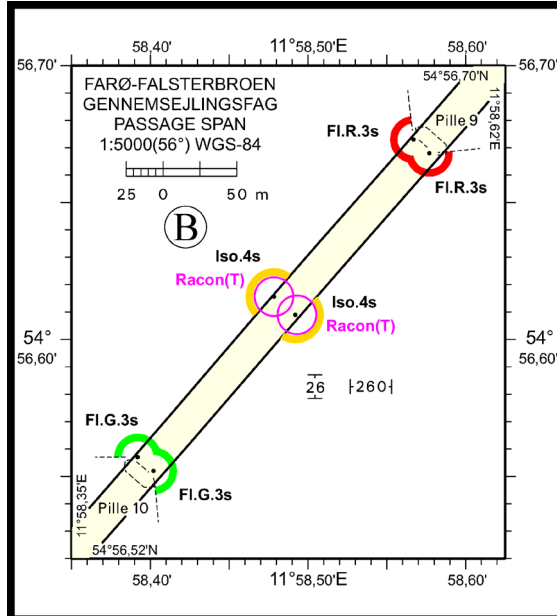 58,40'
11°58,50'E
58,60'
56,70'
56,70'
54°56,70'N
11°58,62'E
FARØ-FALSTERBROEN
GENNEMSEJLINGSFAG
PASSAGE SPAN
1:5000(56°) WGS-84
25 0 50 m
B
Pille 9
Fl.R.3s
Fl.R.3s
Iso.4s
Racon(T)
Iso.4s
Racon(T)
54°
56,60'
54°
56,60'
26
260
Fl.G.3s
Fl.G.3s
11°58,35'E
Pille 10
54°56,52'N
58,40'
11°58,50'E
58,60'